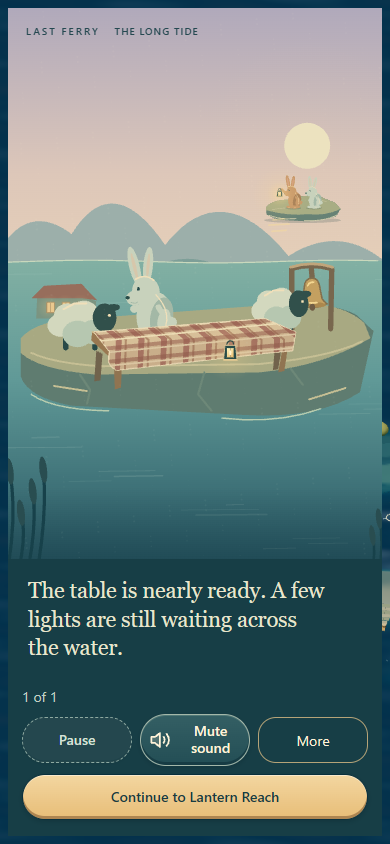 LAST FERRY THE LONG TIDE
The table is nearly ready. A few
lights are still waiting across
the water.
1 of 1
Pause
Mute
sound
More
Continue to Lantern Reach